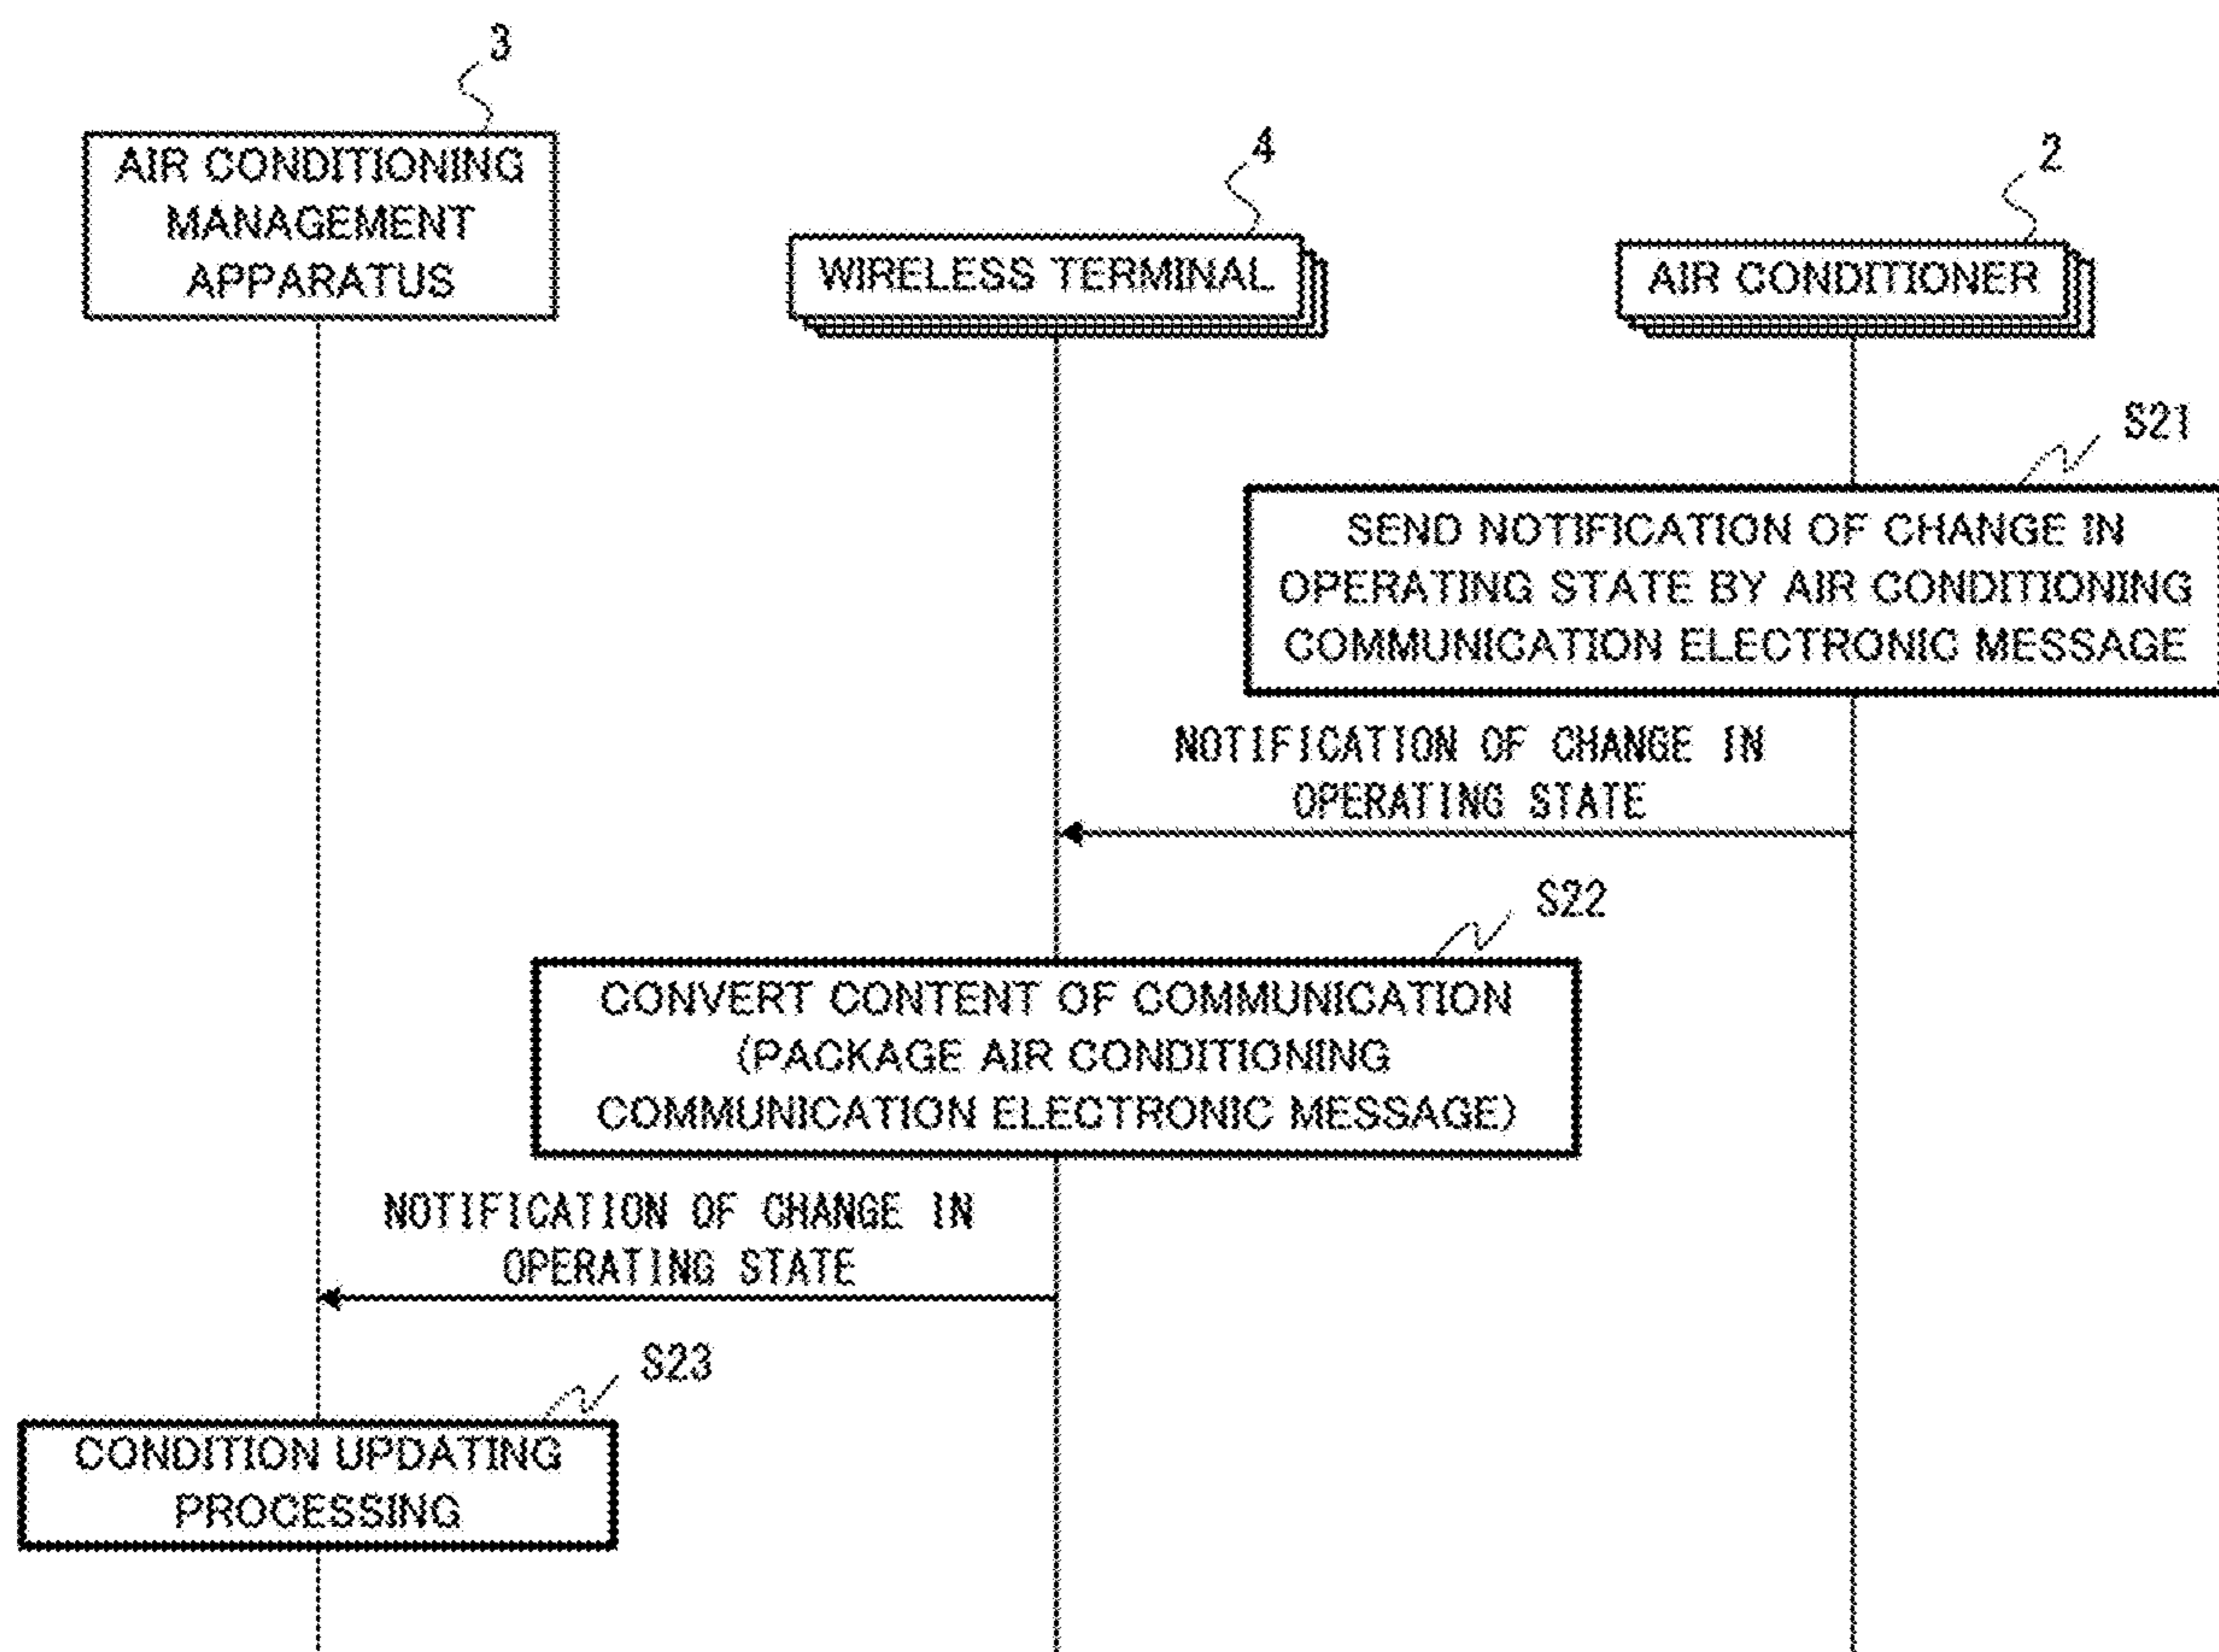 3
AIR CONDITIONING
MANAGEMENT
APPARATUS
4
WIRELESS TERMINAL
2
AIR CONDITIONER
S21
SEND NOTIFICATION OF CHANGE IN
OPERATING STATE BY AIR CONDITIONING
COMMUNICATION ELECTRONIC MESSAGE
NOTIFICATION OF CHANGE IN
OPERATING STATE
S22
CONVERT CONTENT OF COMMUNICATION
(PACKAGE AIR CONDITIONING
COMMUNICATION ELECTRONIC MESSAGE)
NOTIFICATION OF CHANGE IN
OPERATING STATE
S23
CONDITION UPDATING
PROCESSING